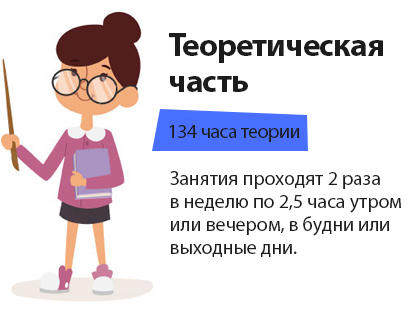 Теоретическая
часть
134 часа теории
Занятия проходят 2 раза
в неделю по 2,5 часа утром
или вечером, в будни или
выходные дни.